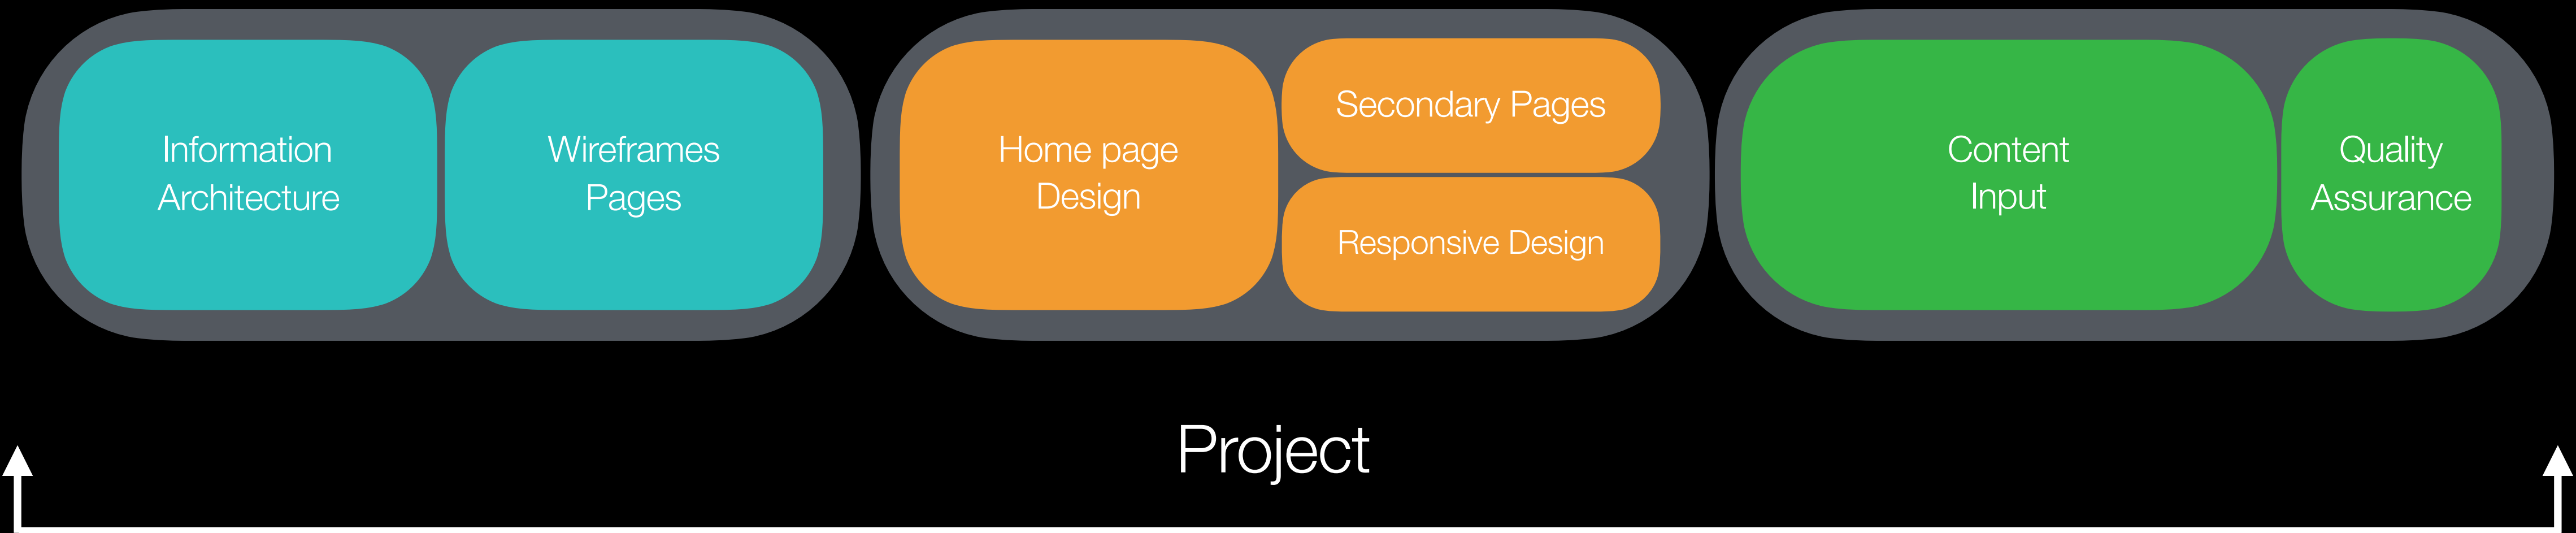 Information
Architecture
Wireframes
Pages
Home page
Design
Secondary Pages
Responsive Design
Content
Input
Quality
Assurance
Project